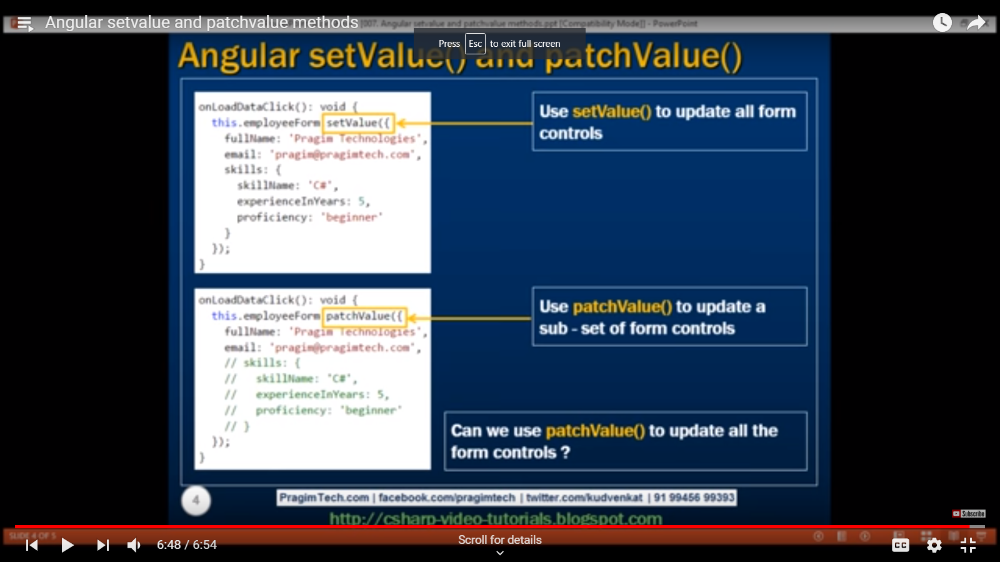 Angular setvalue and patchvalue methods
[007. Angular setvalue and patchvalue methods.ppt [Compatibility Mode]] - PowerPoint
Press Esc to exit full screen
Angular setValue() and patchValue()
onLoadDataClick(): void {
this.employeeForm setValue({
fullName: 'Pragim Technologies',
email: 'pragim@pragimtech.com',
skills: {
skillName: 'C#',
experienceInYears: 5,
proficiency: 'beginner'
}
});
}
Use setValue() to update all form
controls
onLoadDataClick(): void {
this.employeeForm patchValue({
fullName: 'Pragim Technologies',
email: 'pragim@pragimtech.com',
// skills: {
// skillName: 'C#',
// experienceInYears: 5,
// proficiency: 'beginner'
// }
});
}
Use patchValue() to update a
sub - set of form controls
Can we use patchValue() to update all the
form controls ?
4
PragimTech.com | facebook.com/pragimtech | twitter.com/kudvenkat | 91 99456 99393
http://csharp-video-tutorials.blogspot.com
Subscribe
SLIDE 4 OF 5
6:48 / 6:54
Scroll for details
CC